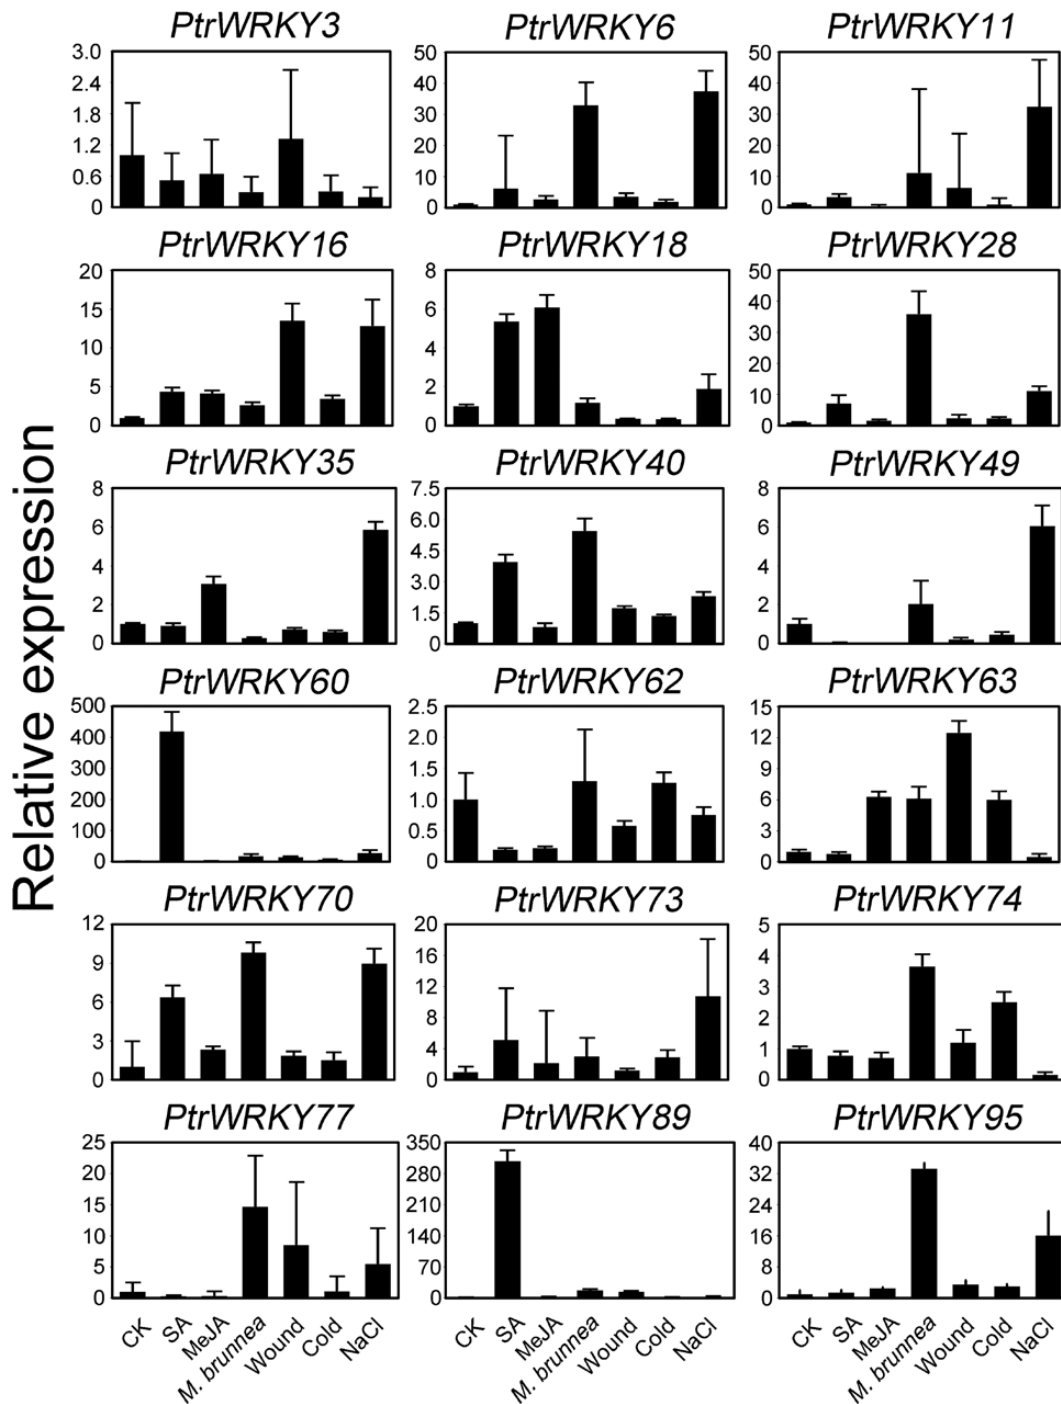 PtrWRKY3 PtrWRKY6 PtrWRKY11
3.0 50 50
2.4 40 40
1.8 30 30
1.2 20 20
0.6 10 10
0 0 0
PtrWRKY16 PtrWRKY18 PtrWRKY28
20 8 50
15 6 40
10 4 30
5 2 20
0 0 10
0
PtrWRKY35 PtrWRKY40 PtrWRKY49
8 7.5 8
6 6.0 6
4 4.5 4
2 3.0 2
0 1.5 0
0
Relative expression
PtrWRKY60 PtrWRKY62 PtrWRKY63
500 2.5 15
400 2.0 12
300 1.5 9
200 1.0 6
100 0.5 3
0 0 0
PtrWRKY70 PtrWRKY73 PtrWRKY74
12 20 5
9 16 4
6 12 3
3 8 2
0 4 1
0 0
PtrWRKY77 PtrWRKY89 PtrWRKY95
25 350 40
20 280 32
15 210 24
10 140 16
5 70 8
0 0 0
CK SA MeJA M. brunnea Wound Cold NaCl CK SA MeJA M. brunnea Wound Cold NaCl CK SA MeJA M. brunnea Wound Cold NaCl